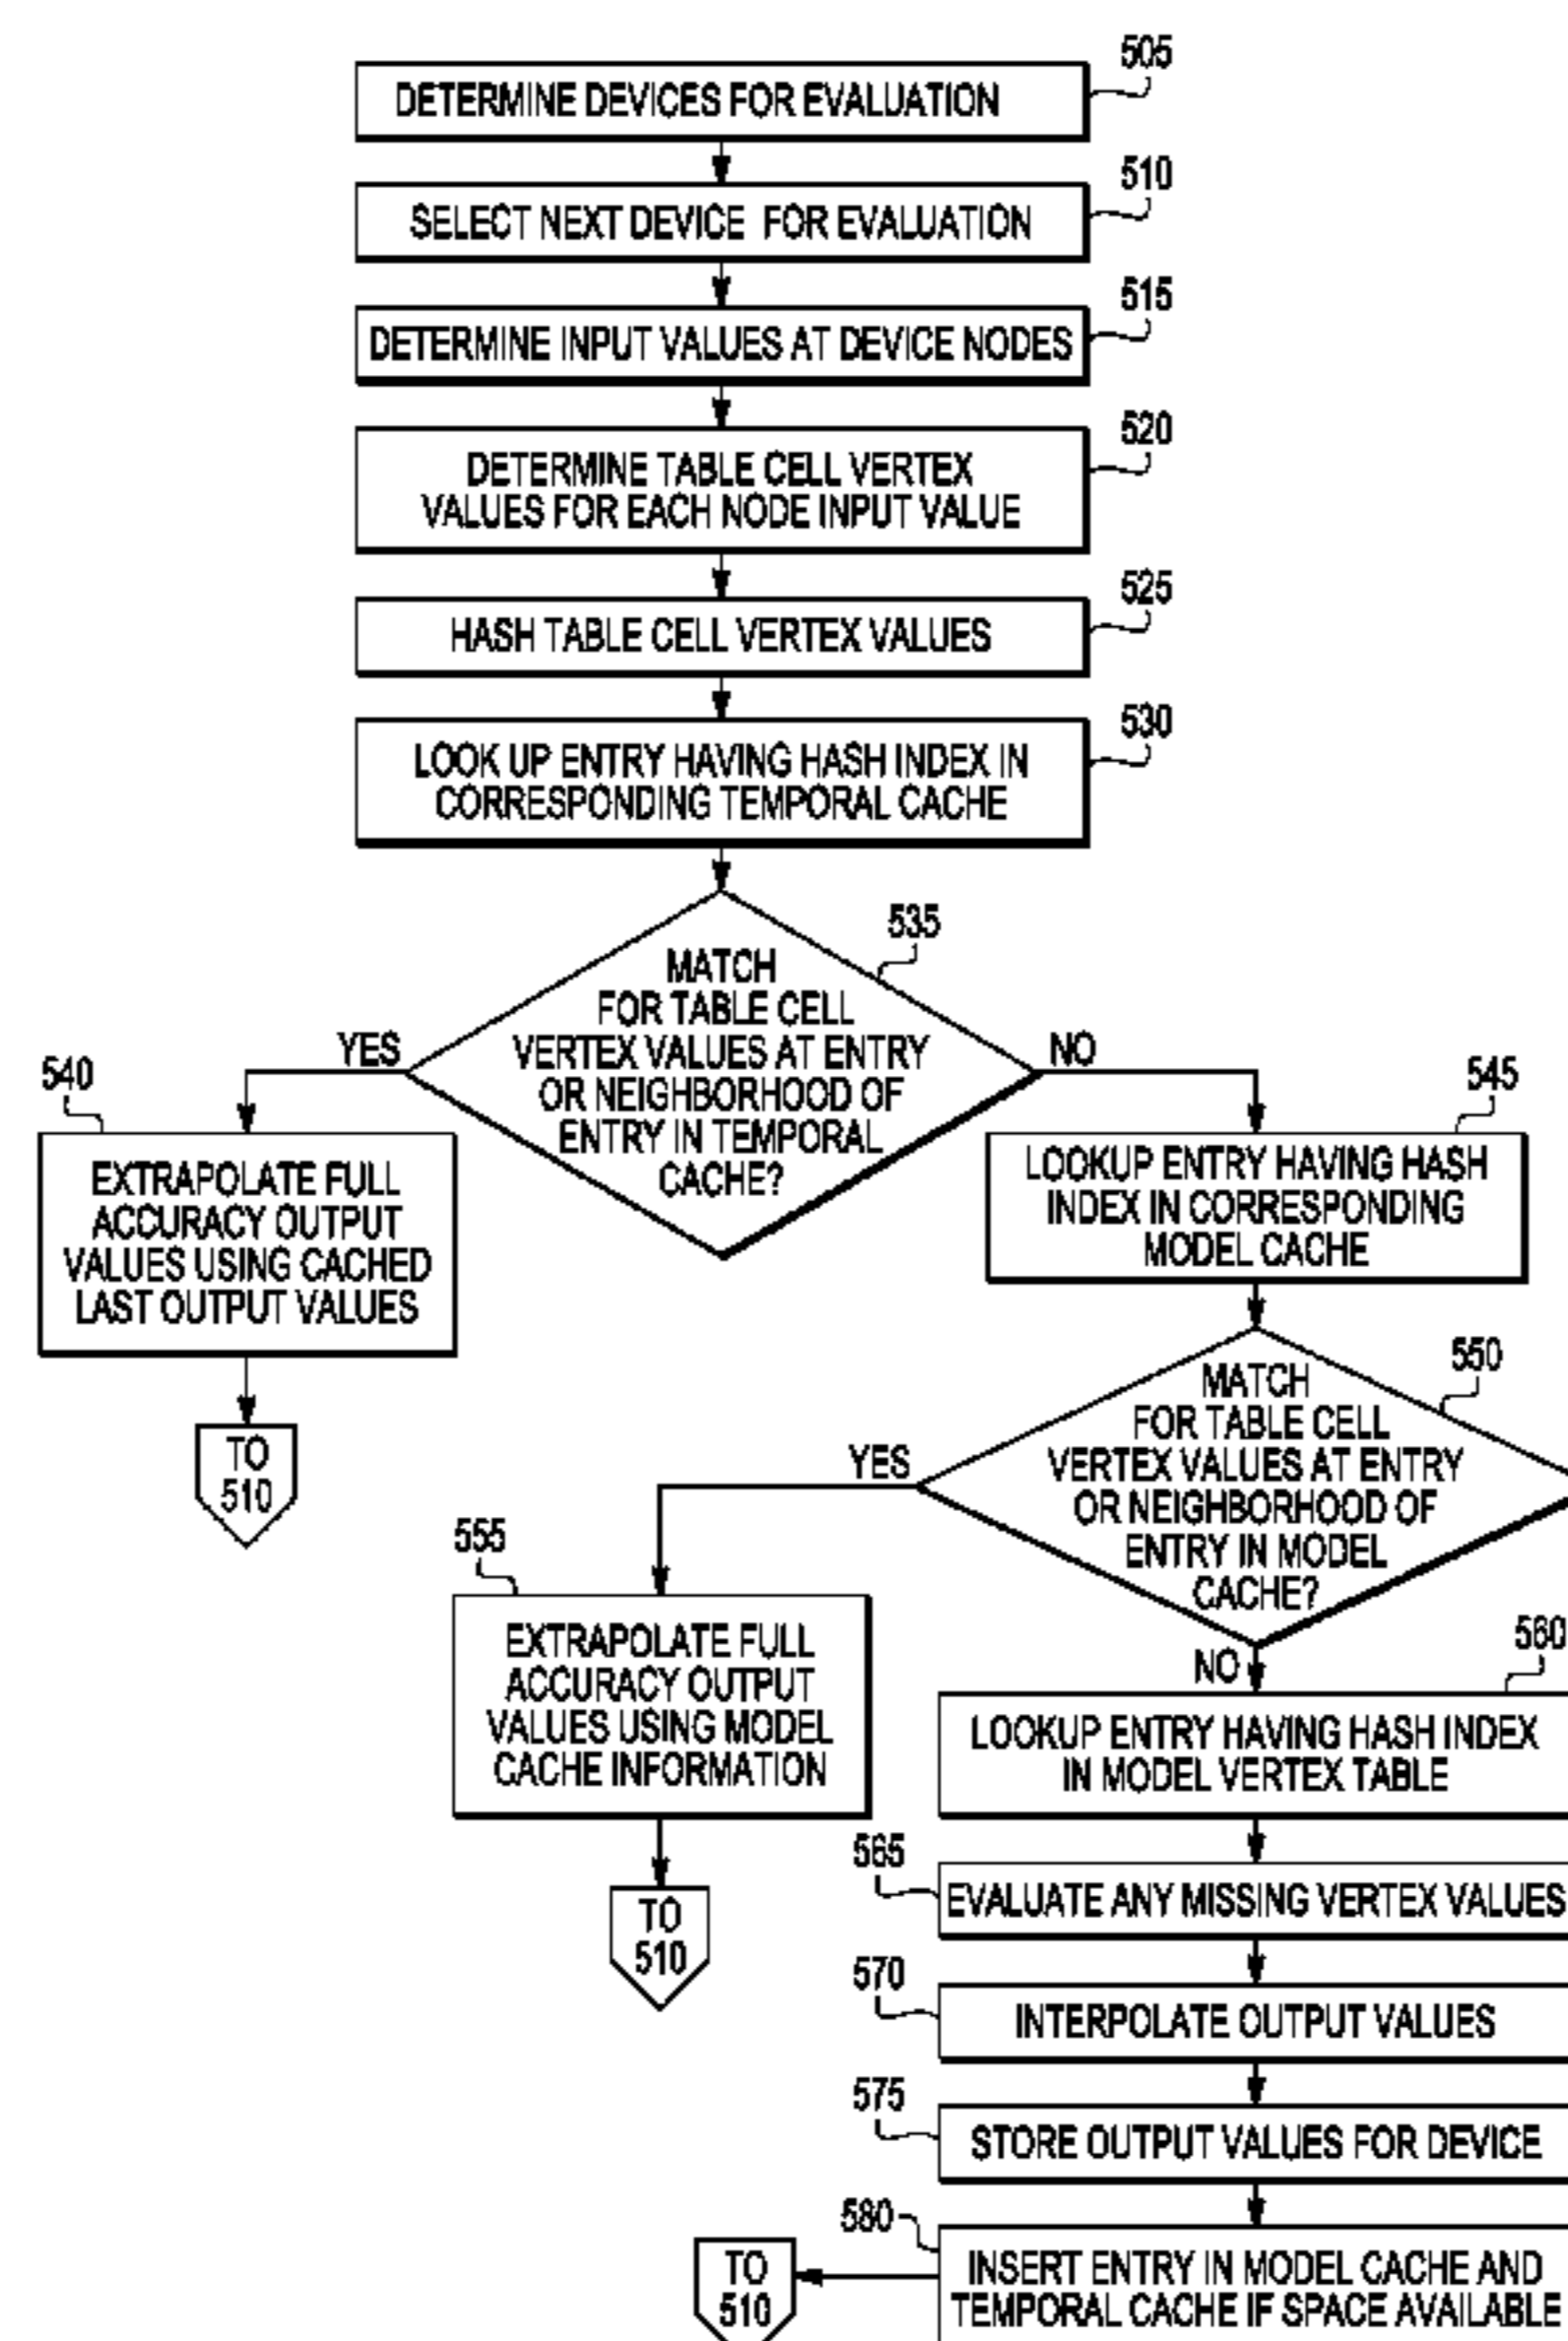 505
DETERMINE DEVICES FOR EVALUATION
510
SELECT NEXT DEVICE FOR EVALUATION
515
DETERMINE INPUT VALUES AT DEVICE NODES
520
DETERMINE TABLE CELL VERTEX
VALUES FOR EACH NODE INPUT VALUE
525
HASH TABLE CELL VERTEX VALUES
530
LOOK UP ENTRY HAVING HASH INDEX IN
CORRESPONDING TEMPORAL CACHE
535
MATCH
FOR TABLE CELL
VERTEX VALUES AT ENTRY
OR NEIGHBORHOOD OF
ENTRY IN TEMPORAL
CACHE?
YES
NO
540
EXTRAPOLATE FULL
ACCURACY OUTPUT
VALUES USING CACHED
LAST OUTPUT VALUES
TO
510
545
LOOKUP ENTRY HAVING HASH
INDEX IN CORRESPONDING
MODEL CACHE
550
MATCH
FOR TABLE CELL
VERTEX VALUES AT ENTRY
OR NEIGHBORHOOD OF
ENTRY IN MODEL
CACHE?
YES
NO
555
EXTRAPOLATE FULL
ACCURACY OUTPUT
VALUES USING MODEL
CACHE INFORMATION
TO
510
560
LOOKUP ENTRY HAVING HASH INDEX
IN MODEL VERTEX TABLE
565
EVALUATE ANY MISSING VERTEX VALUES
570
INTERPOLATE OUTPUT VALUES
575
STORE OUTPUT VALUES FOR DEVICE
580
INSERT ENTRY IN MODEL CACHE AND
TEMPORAL CACHE IF SPACE AVAILABLE
TO
510